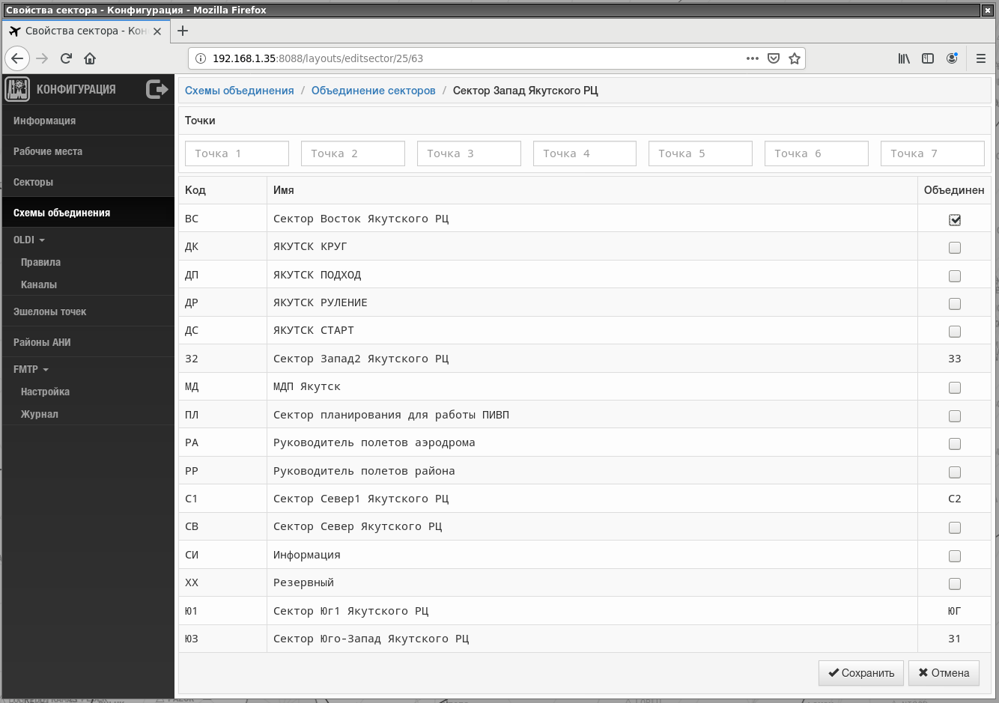 Свойства сектора - Конфигурация - Mozilla Firefox
Свойства сектора - Кон
192.168.1.35:8088/layouts/editsector/25/63
КОНФИГУРАЦИЯ
Информация
Рабочие места
Секторы
Схемы объединения
OLDI
Правила
Каналы
Эшелоны точек
Районы АНИ
FMTP
Настройка
Журнал
Схемы объединения / Объединение секторов / Сектор Запад Якутского РЦ
Точки
Точка 1 Точка 2 Точка 3 Точка 4 Точка 5 Точка 6 Точка 7
Код Имя Объединен
ВС Сектор Восток Якутского РЦ
ДК ЯКУТСК КРУГ
ДП ЯКУТСК ПОДХОД
ДР ЯКУТСК РУЛЕНИЕ
ДС ЯКУТСК СТАРТ
З2 Сектор Запад2 Якутского РЦ З3
МД МДП Якутск
ПЛ Сектор планирования для работы ПИВП
РА Руководитель полетов аэродрома
РР Руководитель полетов района
С1 Сектор Север1 Якутского РЦ С2
СВ Сектор Север Якутского РЦ
СИ Информация
ХХ Резервный
Ю1 Сектор Юг1 Якутского РЦ ЮГ
ЮЗ Сектор Юго-Запад Якутского РЦ З1
Сохранить Отмена